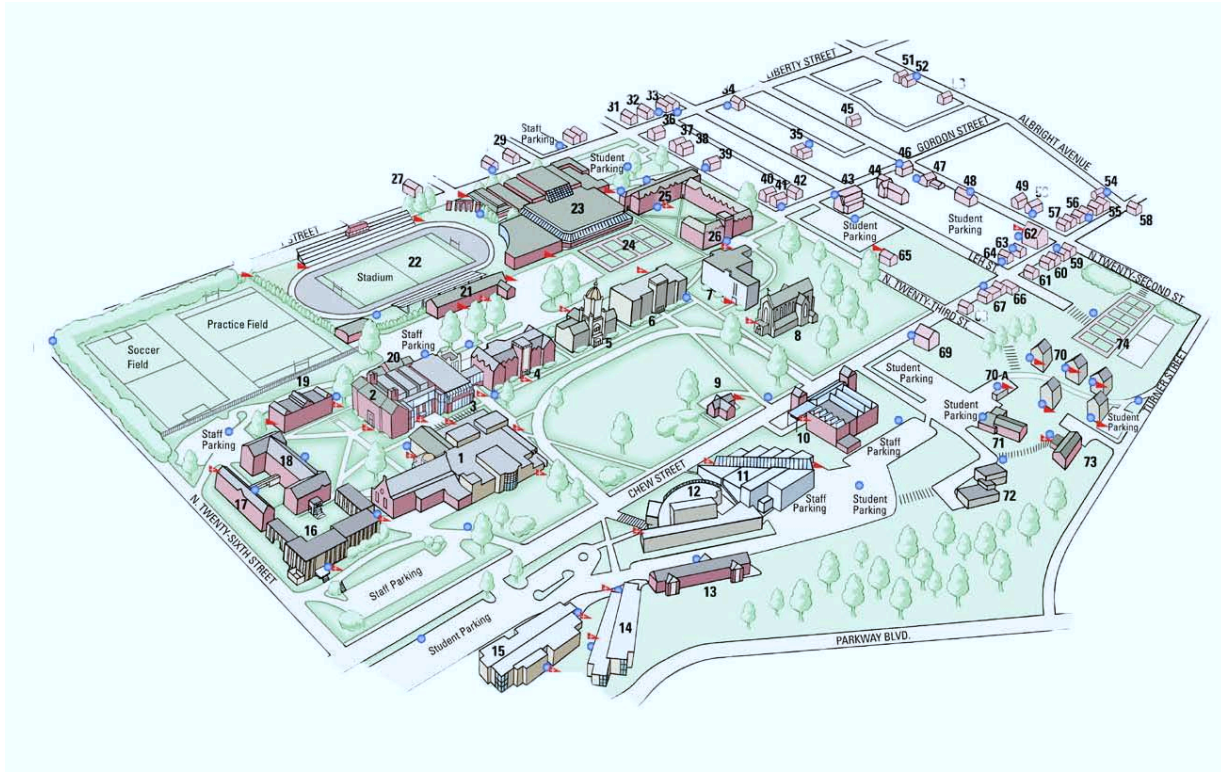 LIBERTY STREET
51
52
34
31
32
33
45
ALBRIGHT AVENUE
Staff
Parking
36
35
GORDON STREET
37
38
29
Student
Parking
39
46
47
27
25
40
41
42
43
44
48
49
54
56
55
58
57
23
26
24
Student
Parking
62
STREET
22
Stadium
Student
Parking
63
64
65
LEH ST.
59
60
61
N. TWENTY-SECOND ST.
21
7
N. TWENTY-THIRD ST.
67
66
Practice Field
6
8
Soccer
Field
Staff
Parking
5
69
74
20
4
70
Student
Parking
70-A
TURNER STREET
19
2
3
9
Student
Parking
Student
Parking
Staff
Parking
1
10
Staff
Parking
71
73
18
17
CHEW STREET
11
12
Staff
Parking
Student
Parking
72
16
N. TWENTY-SIXTH STREET
Staff Parking
13
Student Parking
14
15
PARKWAY BLVD.